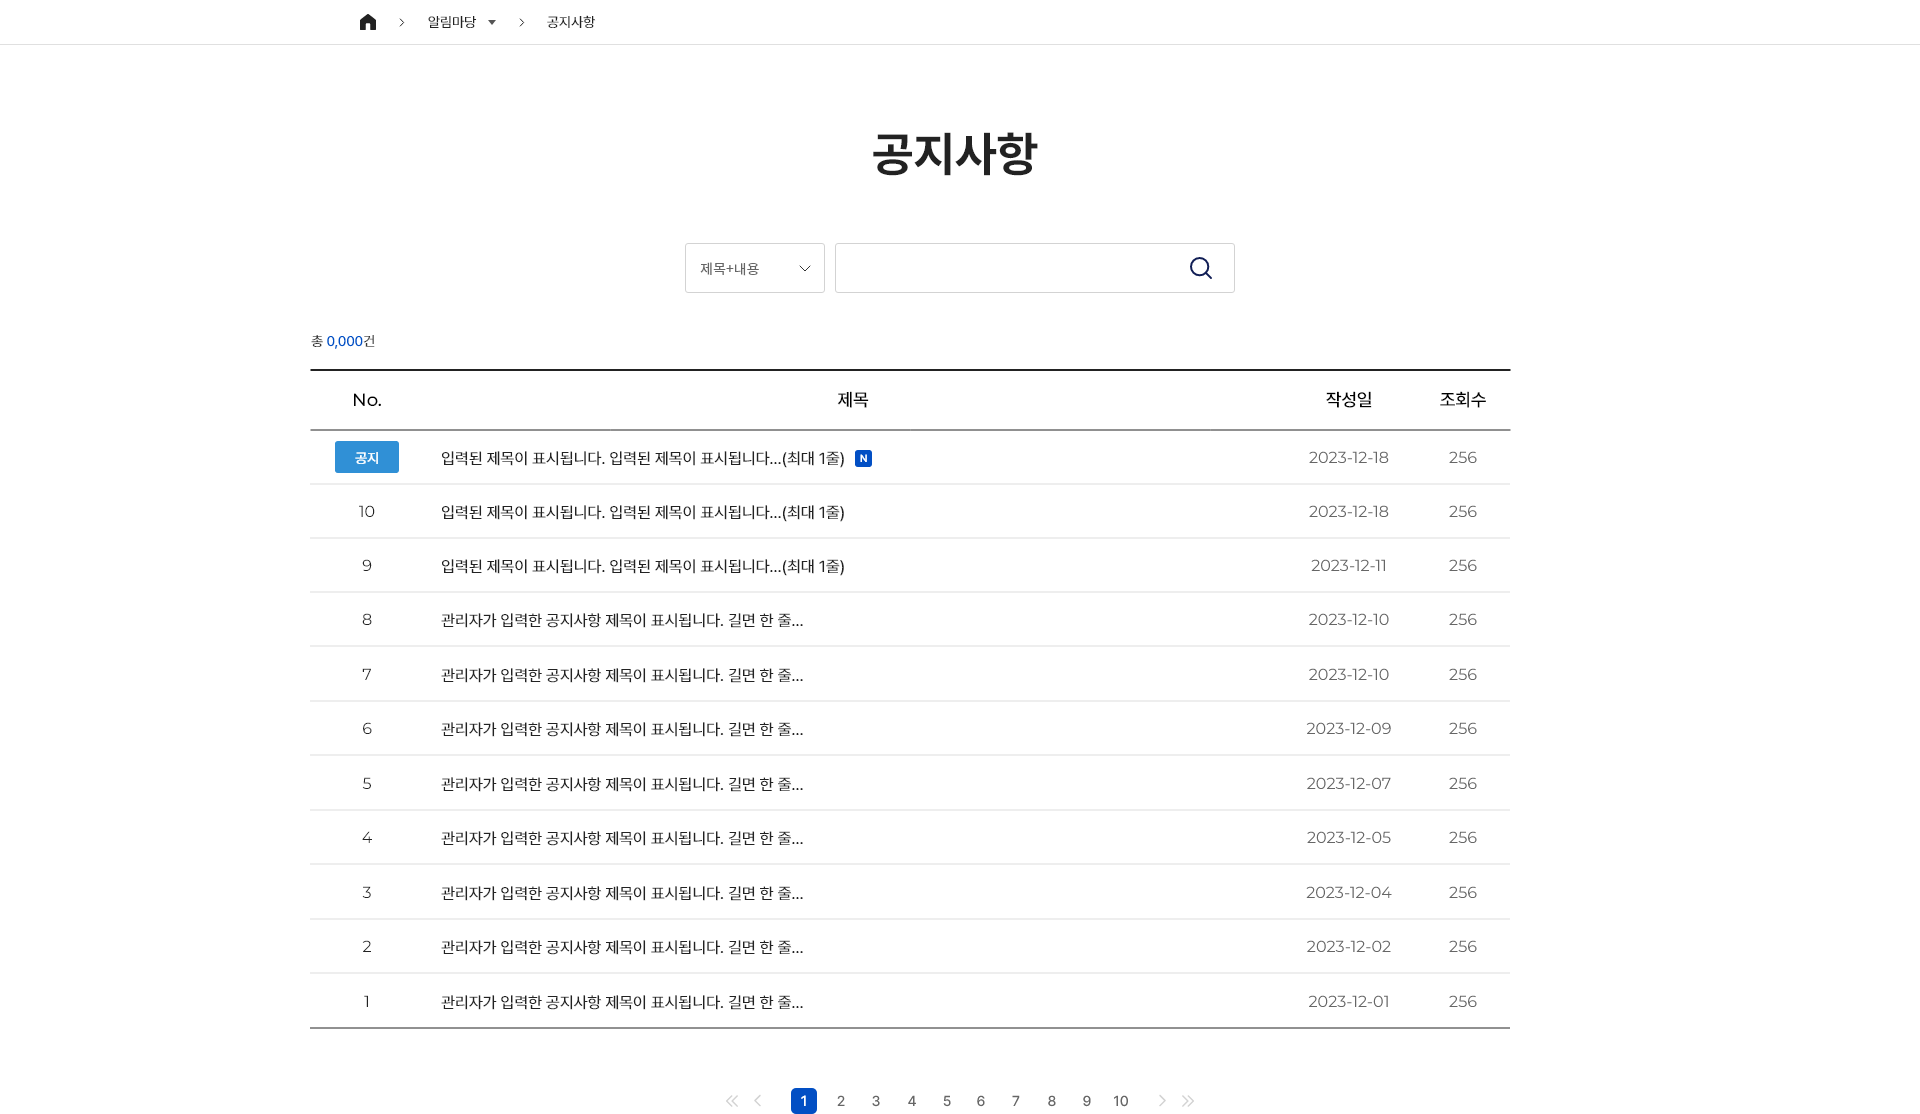 알림마당 공지사항
공지사항
제목+내용
총 0,000건
No. 제목 작성일 조회수
공지 입력된 제목이 표시됩니다. 입력된 제목이 표시됩니다...(최대 1줄) N 2023-12-18 256
10 입력된 제목이 표시됩니다. 입력된 제목이 표시됩니다...(최대 1줄) 2023-12-18 256
9 입력된 제목이 표시됩니다. 입력된 제목이 표시됩니다...(최대 1줄) 2023-12-11 256
8 관리자가 입력한 공지사항 제목이 표시됩니다. 길면 한 줄... 2023-12-10 256
7 관리자가 입력한 공지사항 제목이 표시됩니다. 길면 한 줄... 2023-12-10 256
6 관리자가 입력한 공지사항 제목이 표시됩니다. 길면 한 줄... 2023-12-09 256
5 관리자가 입력한 공지사항 제목이 표시됩니다. 길면 한 줄... 2023-12-07 256
4 관리자가 입력한 공지사항 제목이 표시됩니다. 길면 한 줄... 2023-12-05 256
3 관리자가 입력한 공지사항 제목이 표시됩니다. 길면 한 줄... 2023-12-04 256
2 관리자가 입력한 공지사항 제목이 표시됩니다. 길면 한 줄... 2023-12-02 256
1 관리자가 입력한 공지사항 제목이 표시됩니다. 길면 한 줄... 2023-12-01 256
1 2 3 4 5 6 7 8 9 10